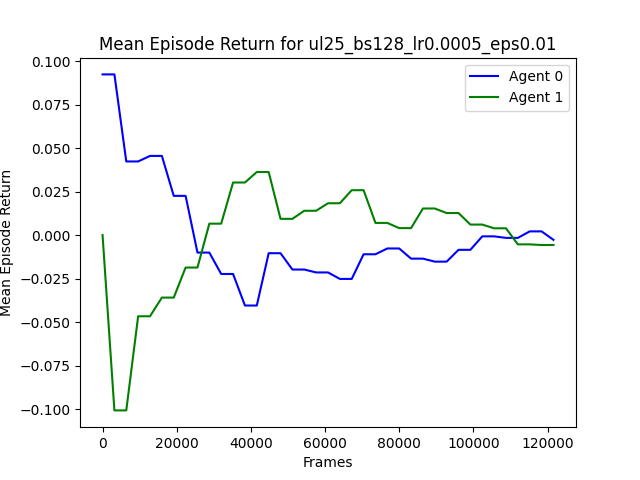 Mean Episode Return for ul25_bs128_lr0.0005_eps0.01
Agent 0
Agent 1
Mean Episode Return
0.100
0.075
0.050
0.025
0.000
−0.025
−0.050
−0.075
−0.100
0 20000 40000 60000 80000 100000 120000
Frames